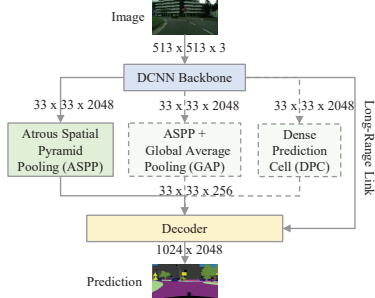 Image
513 x 513 x 3
DCNN Backbone
33 x 33 x 2048
33 x 33 x 2048
33 x 33 x 2048
Long-Range Link
Atrous Spatial
Pyramid
Pooling (ASPP)
ASPP +
Global Average
Pooling (GAP)
Dense
Prediction
Cell (DPC)
33 x 33 x 256
Decoder
1024 x 2048
Prediction